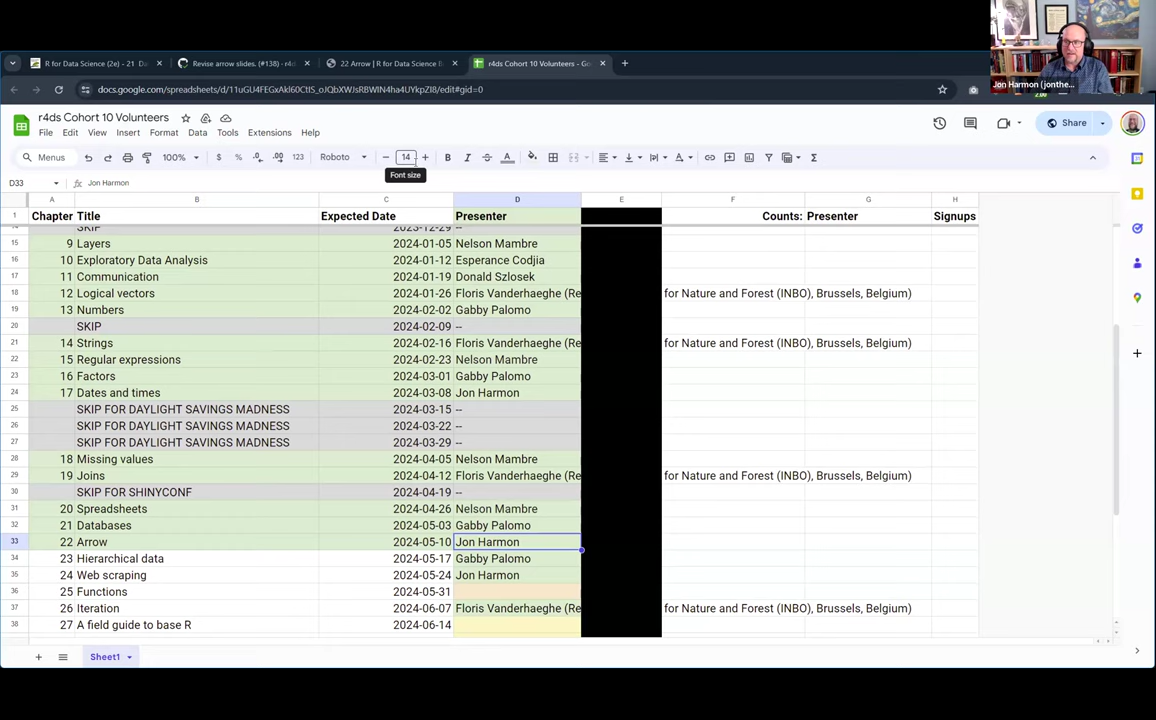 R for Data Science (2e) - 21 Da
Revise arrow slides. (#138) · r4d
22 Arrow | R for Data Science B
r4ds Cohort 10 Volunteers - Go
docs.google.com/spreadsheets/d/11uGU4FEGxAkl60CtIS_oJQbXWJsRBWlN4ha4UYkpZI8/edit#gid=0
Jon Harmon (jonthe...
r4ds Cohort 10 Volunteers
File Edit View Insert Format Data Tools Extensions Help
Share
Menus 100% $ % .0 .00 123 Roboto 14 B I S A
Font size
D33 fx Jon Harmon
A B C D E F G H
1 Chapter Title Expected Date Presenter Counts: Presenter Signups
14 SKIP 2023-12-29 --
15 9 Layers 2024-01-05 Nelson Mambre
16 10 Exploratory Data Analysis 2024-01-12 Esperance Codjia
17 11 Communication 2024-01-19 Donald Szlosek
18 12 Logical vectors 2024-01-26 Floris Vanderhaeghe (Re for Nature and Forest (INBO), Brussels, Belgium)
19 13 Numbers 2024-02-02 Gabby Palomo
20 SKIP 2024-02-09 --
21 14 Strings 2024-02-16 Floris Vanderhaeghe (Re for Nature and Forest (INBO), Brussels, Belgium)
22 15 Regular expressions 2024-02-23 Nelson Mambre
23 16 Factors 2024-03-01 Gabby Palomo
24 17 Dates and times 2024-03-08 Jon Harmon
25 SKIP FOR DAYLIGHT SAVINGS MADNESS 2024-03-15 --
26 SKIP FOR DAYLIGHT SAVINGS MADNESS 2024-03-22 --
27 SKIP FOR DAYLIGHT SAVINGS MADNESS 2024-03-29 --
28 18 Missing values 2024-04-05 Nelson Mambre
29 19 Joins 2024-04-12 Floris Vanderhaeghe (Re for Nature and Forest (INBO), Brussels, Belgium)
30 SKIP FOR SHINYCONF 2024-04-19 --
31 20 Spreadsheets 2024-04-26 Nelson Mambre
32 21 Databases 2024-05-03 Gabby Palomo
33 22 Arrow 2024-05-10 Jon Harmon
34 23 Hierarchical data 2024-05-17 Gabby Palomo
35 24 Web scraping 2024-05-24 Jon Harmon
36 25 Functions 2024-05-31
37 26 Iteration 2024-06-07 Floris Vanderhaeghe (Re for Nature and Forest (INBO), Brussels, Belgium)
38 27 A field guide to base R 2024-06-14
Sheet1